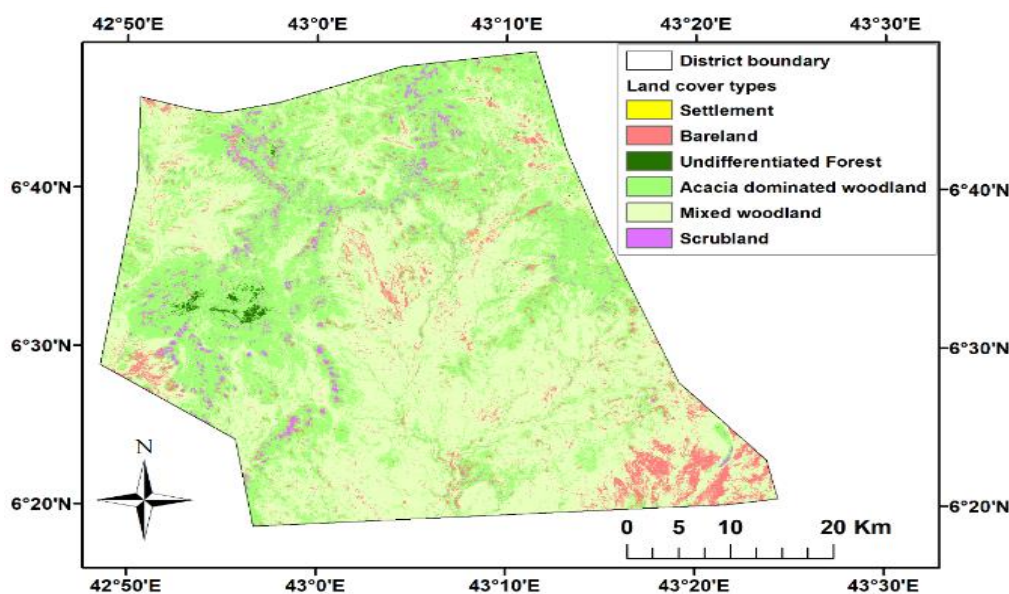 42°50'E 43°0'E 43°10'E 43°20'E 43°30'E
District boundary
Land cover types
Settlement
Bareland
Undifferentiated Forest
Acacia dominated woodland
Mixed woodland
Scrubland
6°40'N 6°40'N
6°30'N 6°30'N
N
6°20'N 6°20'N
0 5 10 20 Km
42°50'E 43°0'E 43°10'E 43°20'E 43°30'E